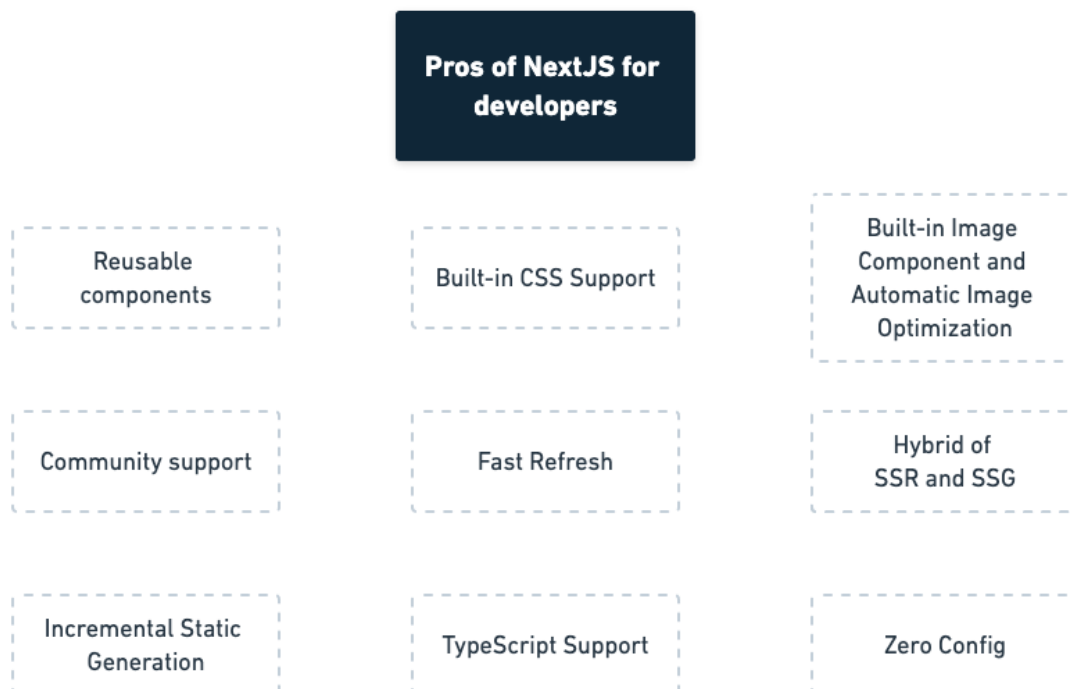 Pros of NextJS for
developers
Reusable
components
Built-in CSS Support
Built-in Image
Component and
Automatic Image
Optimization
Community support
Fast Refresh
Hybrid of
SSR and SSG
Incremental Static
Generation
TypeScript Support
Zero Config